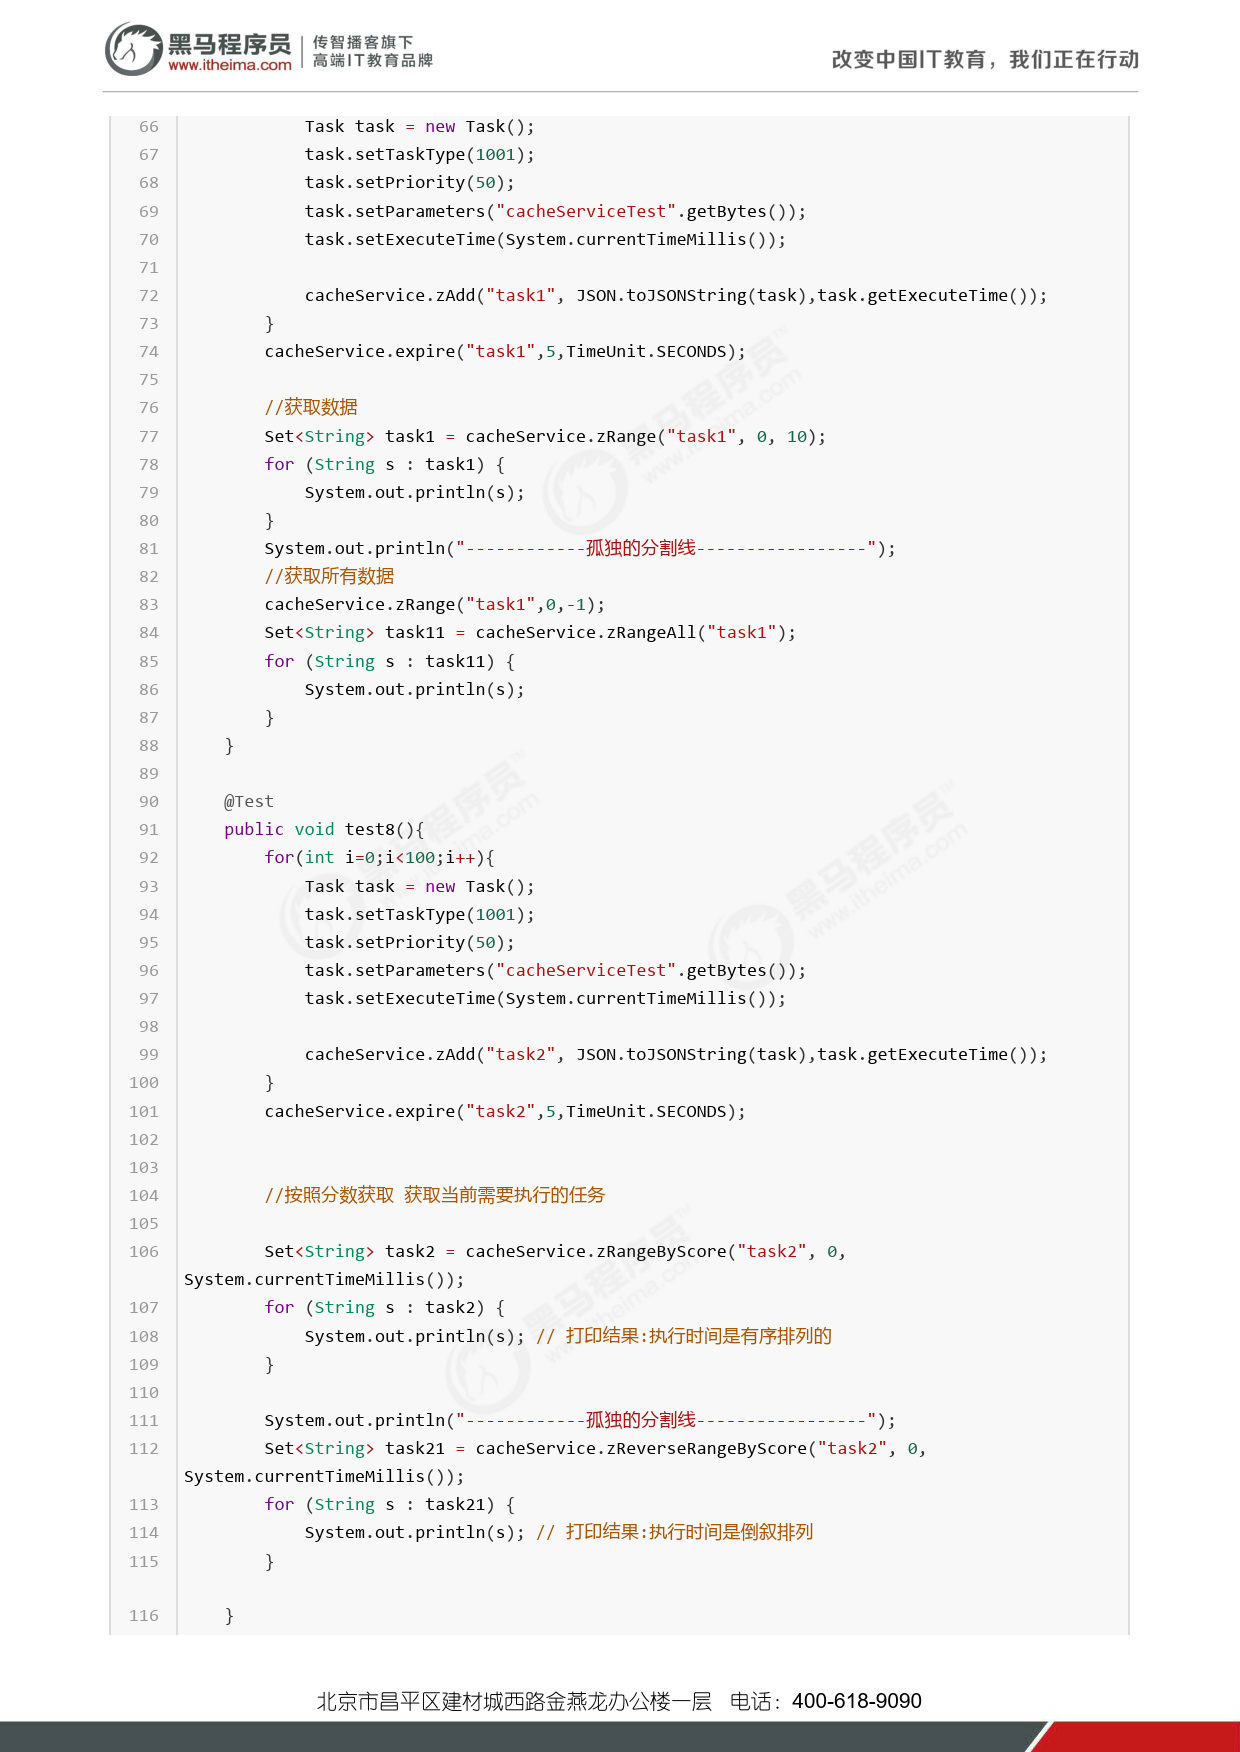 黑马程序员 传智播客旗下
www.itheima.com 高端IT教育品牌
改变中国IT教育，我们正在行动
66 Task task = new Task();
67 task.setTaskType(1001);
68 task.setPriority(50);
69 task.setParameters("cacheServiceTest".getBytes());
70 task.setExecuteTime(System.currentTimeMillis());
71
72 cacheService.zAdd("task1", JSON.toJSONString(task),task.getExecuteTime());
73 }
74 cacheService.expire("task1",5,TimeUnit.SECONDS);
75
76 //获取数据
77 Set<String> task1 = cacheService.zRange("task1", 0, 10);
78 for (String s : task1) {
79 System.out.println(s);
80 }
81 System.out.println("------------孤独的分割线-----------------");
82 //获取所有数据
83 cacheService.zRange("task1",0,-1);
84 Set<String> task11 = cacheService.zRangeAll("task1");
85 for (String s : task11) {
86 System.out.println(s);
87 }
88 }
89
90 @Test
91 public void test8(){
92 for(int i=0;i<100;i++){
93 Task task = new Task();
94 task.setTaskType(1001);
95 task.setPriority(50);
96 task.setParameters("cacheServiceTest".getBytes());
97 task.setExecuteTime(System.currentTimeMillis());
98
99 cacheService.zAdd("task2", JSON.toJSONString(task),task.getExecuteTime());
100 }
101 cacheService.expire("task2",5,TimeUnit.SECONDS);
102
103
104 //按照分数获取 获取当前需要执行的任务
105
106 Set<String> task2 = cacheService.zRangeByScore("task2", 0,
System.currentTimeMillis());
107 for (String s : task2) {
108 System.out.println(s); // 打印结果:执行时间是有序排列的
109 }
110
111 System.out.println("------------孤独的分割线-----------------");
112 Set<String> task21 = cacheService.zReverseRangeByScore("task2", 0,
System.currentTimeMillis());
113 for (String s : task21) {
114 System.out.println(s); // 打印结果:执行时间是倒叙排列
115 }
116 }
北京市昌平区建材城西路金燕龙办公楼一层 电话：400-618-9090